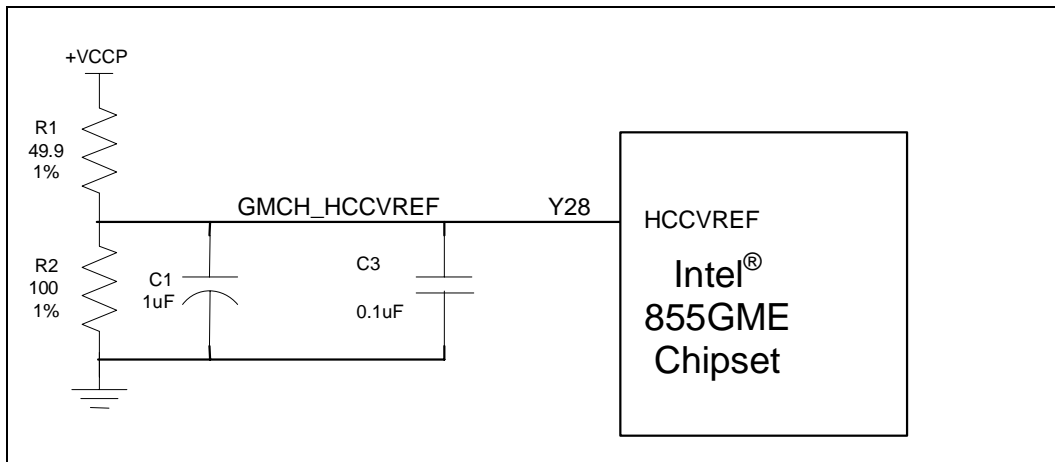 +VCCP
R1
49.9
1%
GMCH_HCCVREF
Y28
HCCVREF
R2
100
1%
C1
1uF
C3
0.1uF
Intel®
855GME
Chipset